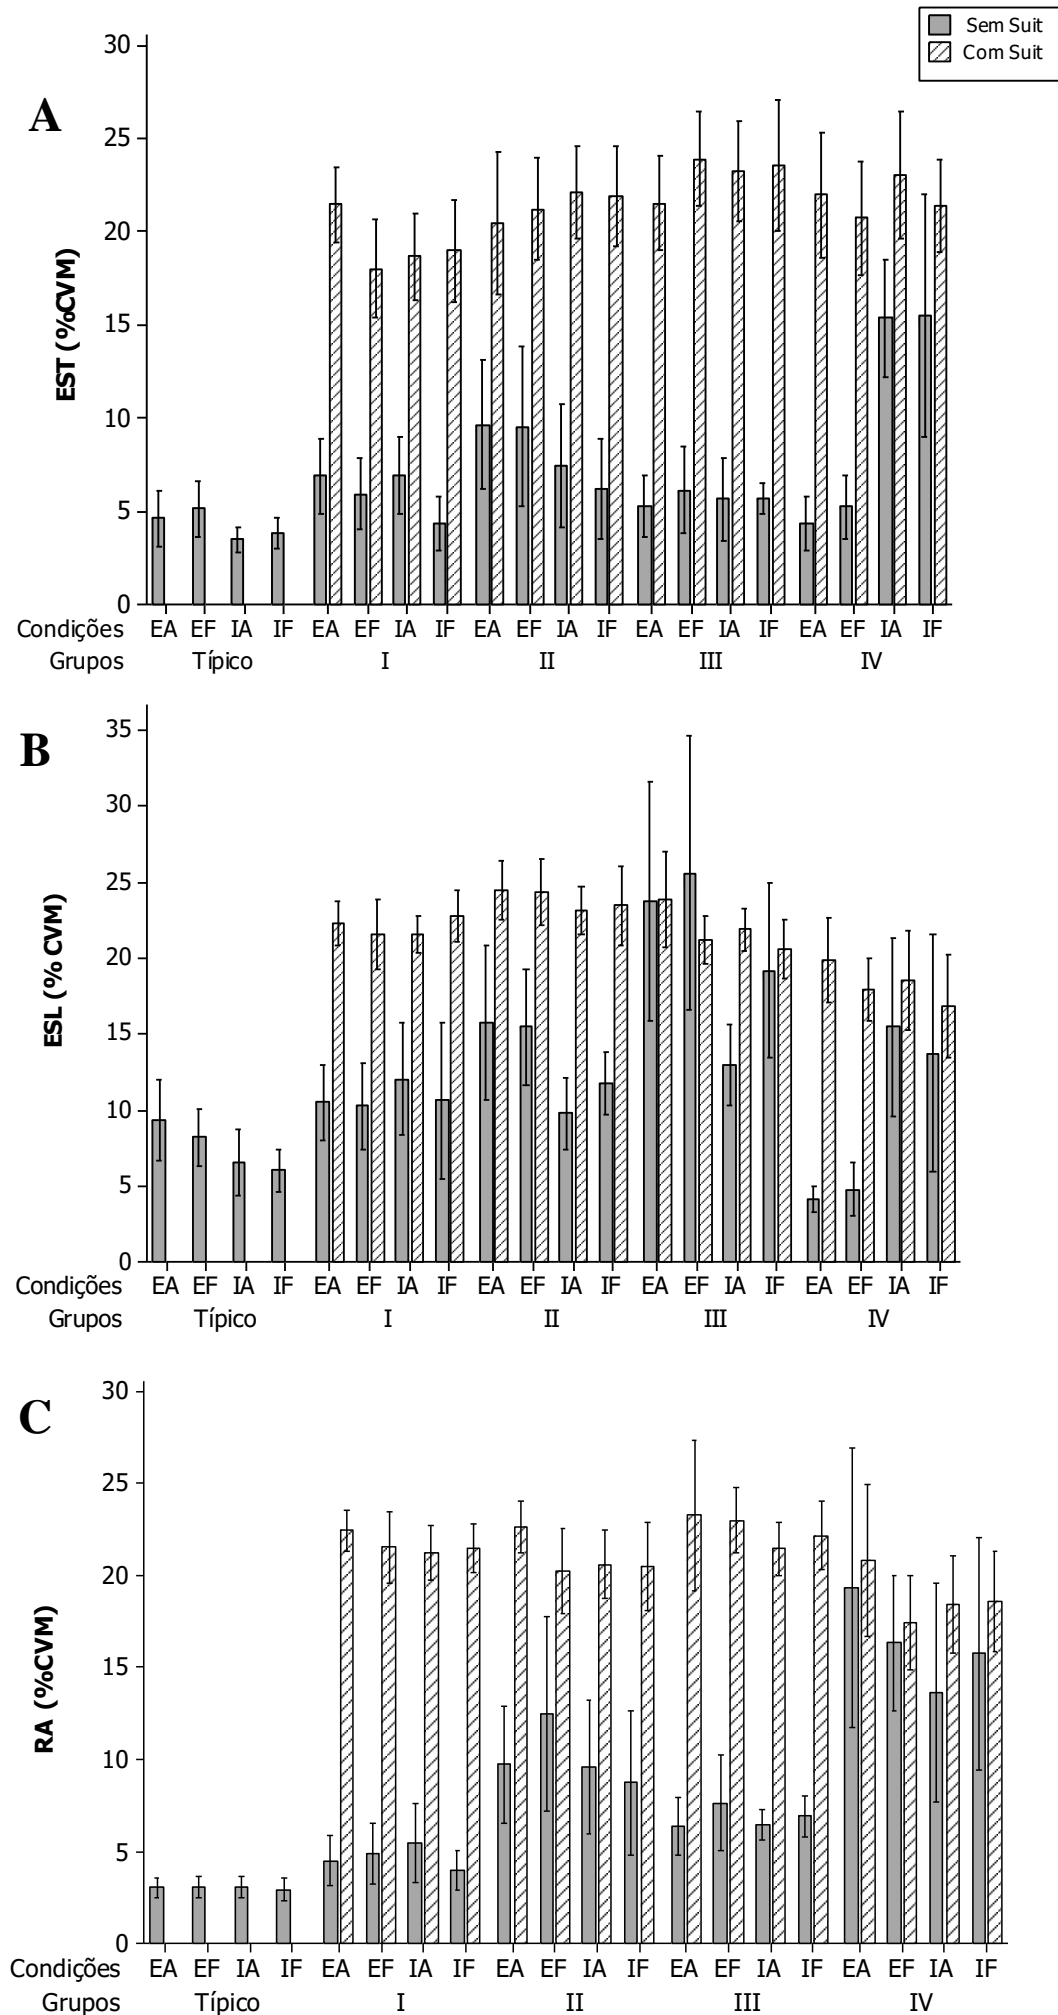 Sem Suit
Com Suit
A
EST (%CVM)
30
25
20
15
10
5
0
Condições EA EF IA IF EA EF IA IF EA EF IA IF EA EF IA IF EA EF IA IF
Grupos Típico I II III IV
B
ESL (% CVM)
35
30
25
20
15
10
5
0
Condições EA EF IA IF EA EF IA IF EA EF IA IF EA EF IA IF EA EF IA IF
Grupos Típico I II III IV
C
RA (%CVM)
30
25
20
15
10
5
0
Condições EA EF IA IF EA EF IA IF EA EF IA IF EA EF IA IF EA EF IA IF
Grupos Típico I II III IV